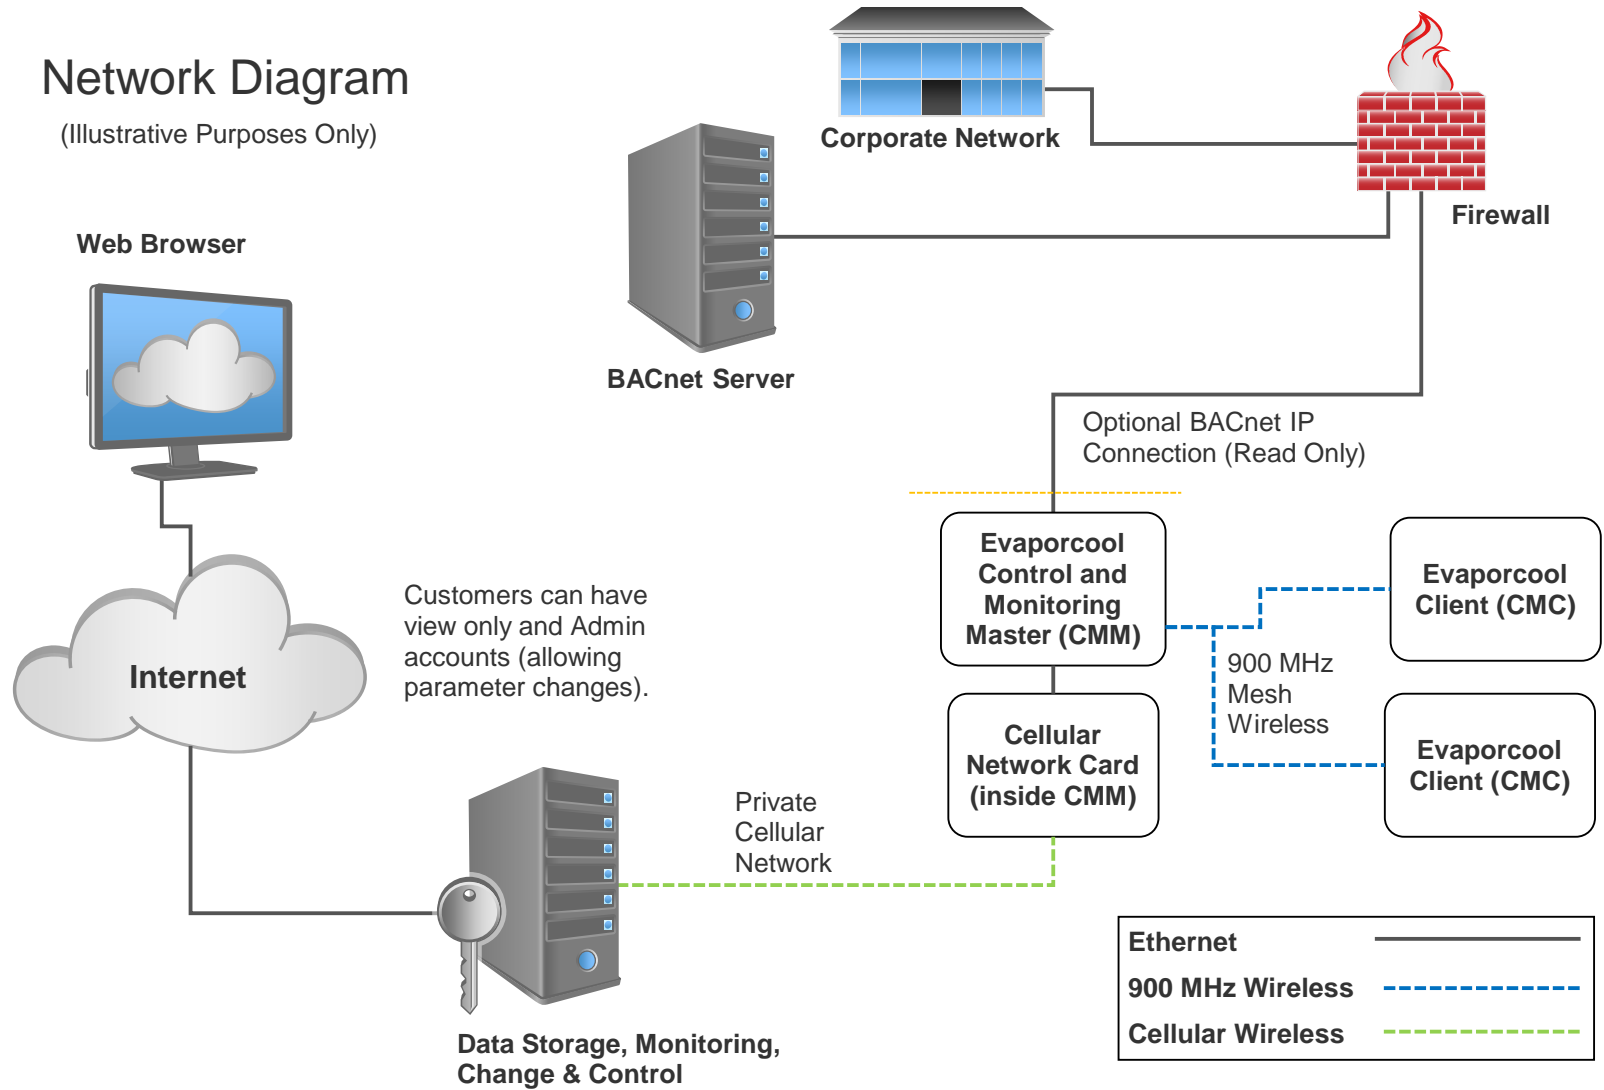 Network Diagram
(Illustrative Purposes Only)
Corporate Network
Firewall
Web Browser
BACnet Server
Optional BACnet IP
Connection (Read Only)
Evaporcool
Control and
Monitoring
Master (CMM)
Evaporcool
Client (CMC)
Customers can have
view only and Admin
accounts (allowing
parameter changes).
Internet
900 MHz
Mesh
Wireless
Cellular
Network Card
(inside CMM)
Evaporcool
Client (CMC)
Private
Cellular
Network
Ethernet
900 MHz Wireless
Cellular Wireless
Data Storage, Monitoring,
Change & Control